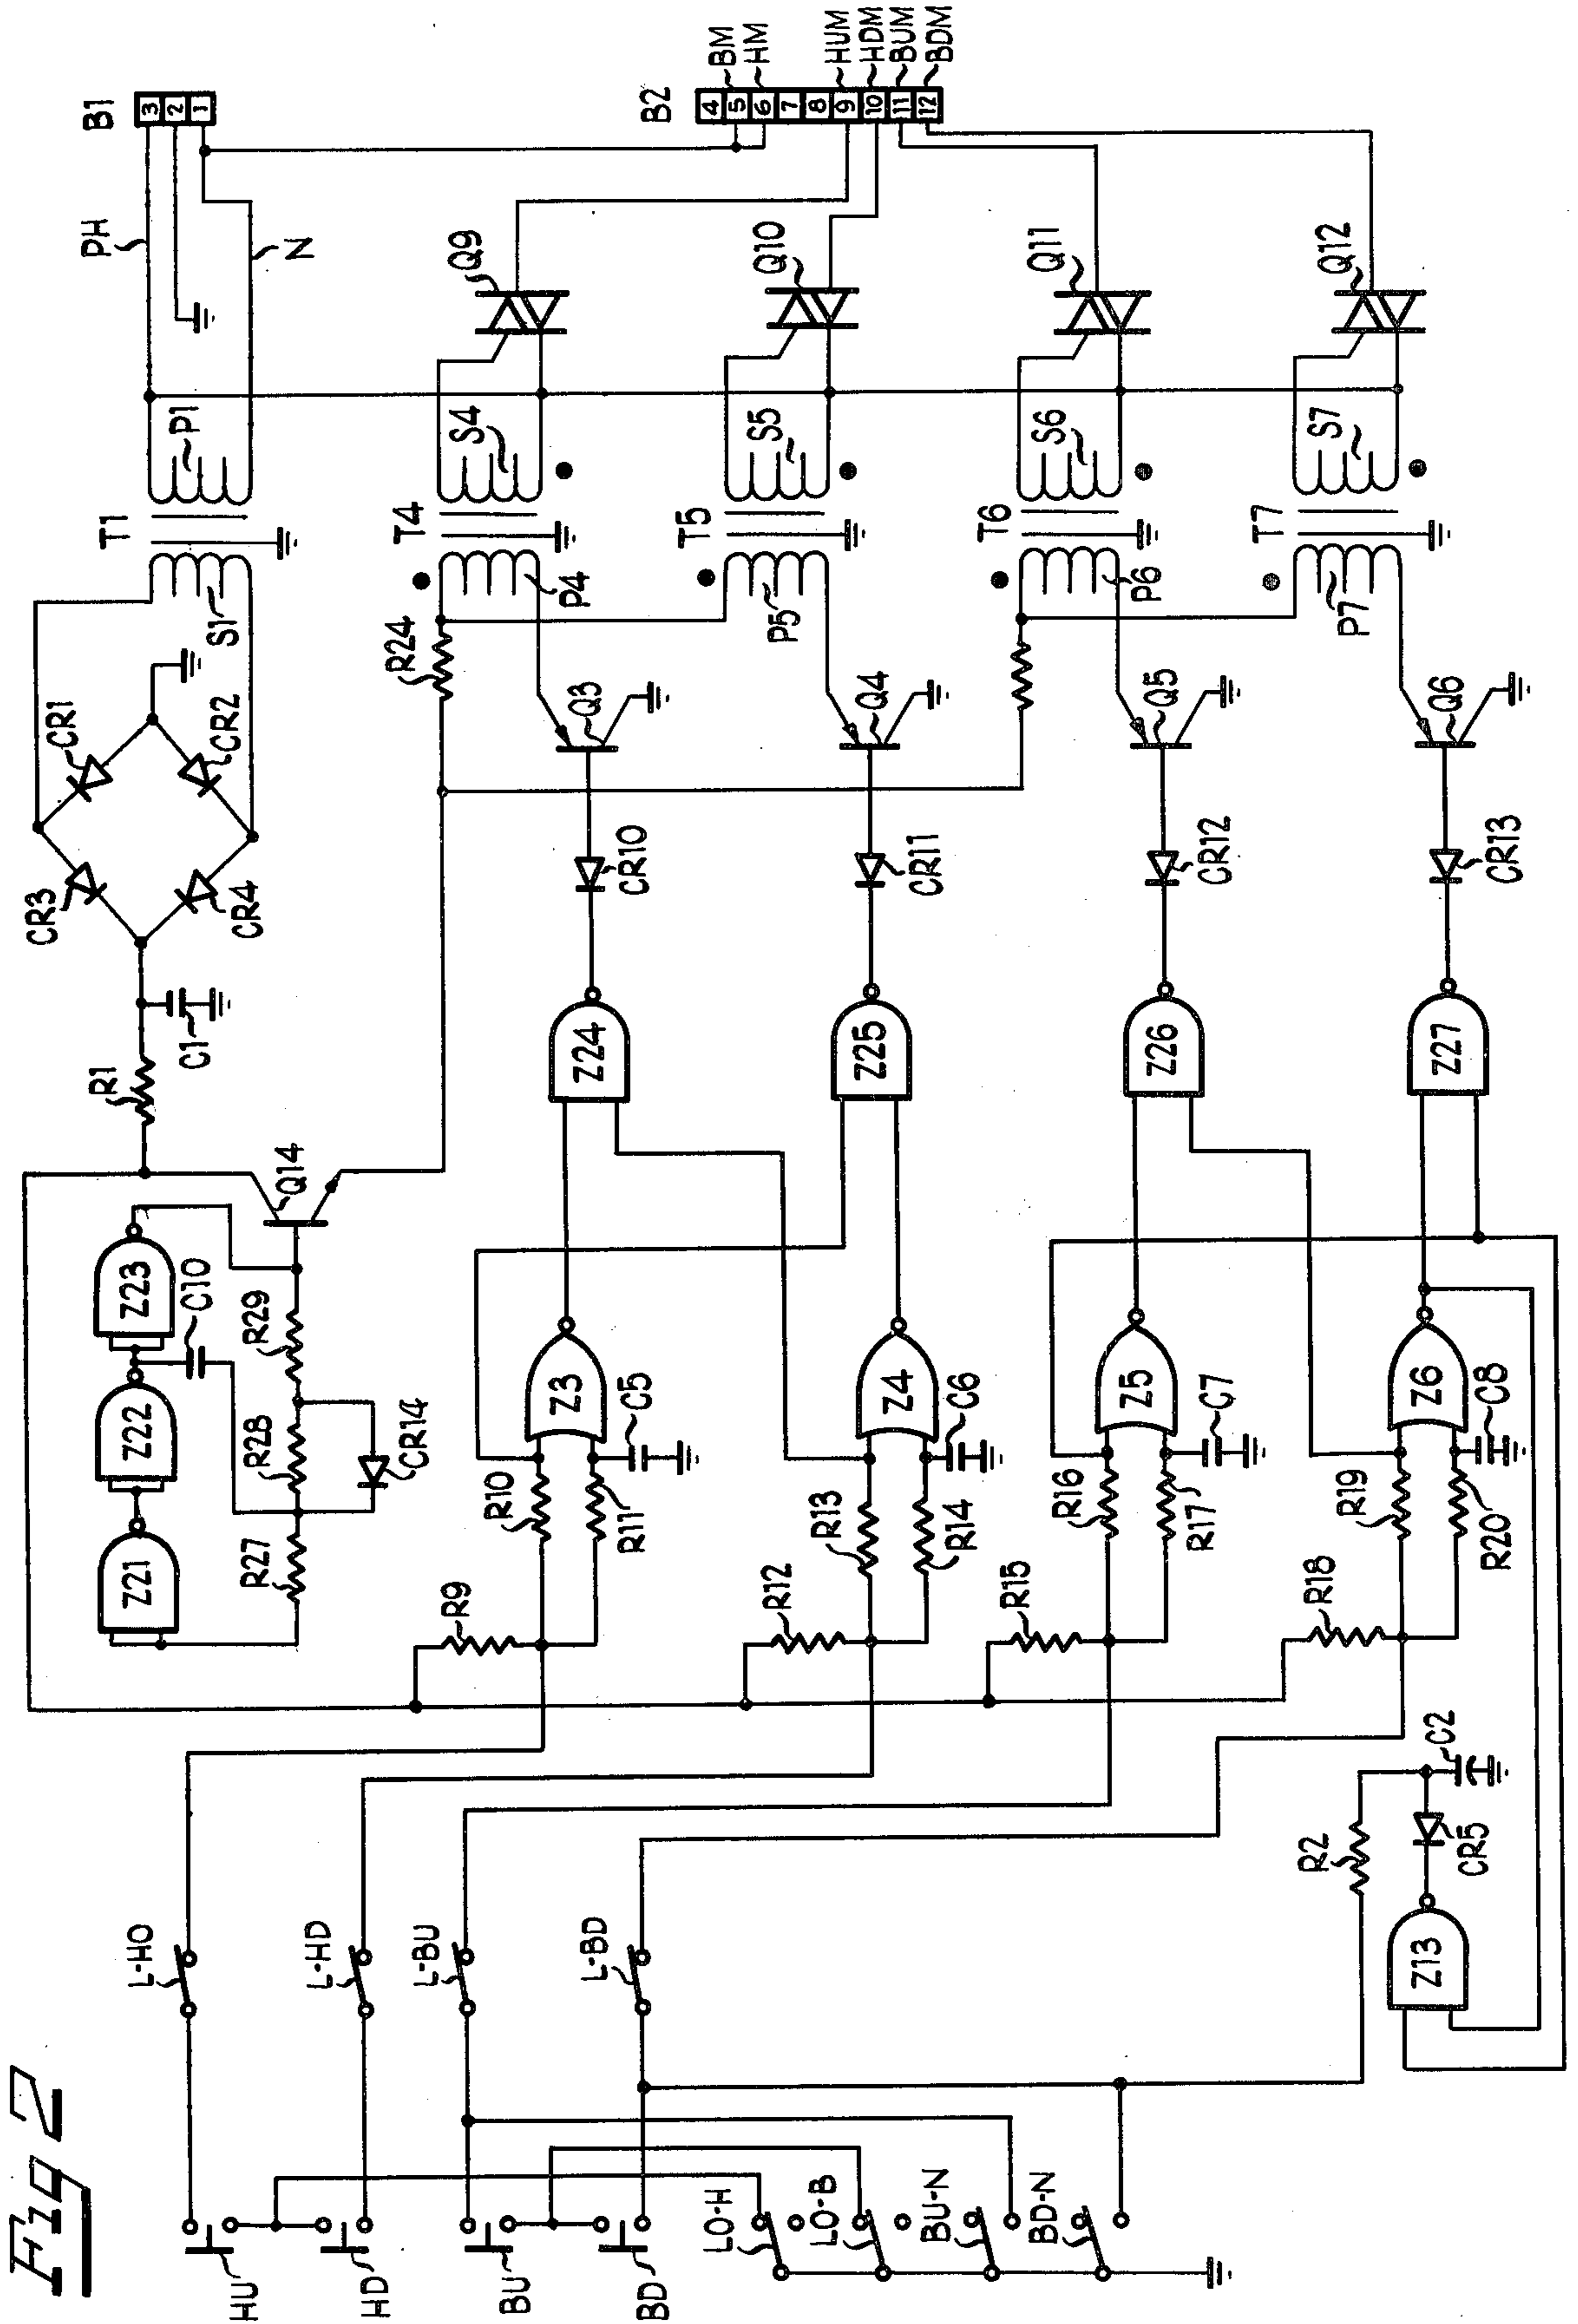 Fig 2
HU
HD
BU
BD
LO-H
LO-B
BU-N
BD-N
L-HO
L-HD
L-BU
L-BD
R2
C2
CR5
Z13
R9
R12
R15
R18
Z21
Z22
Z23
C10
R27
R28
R29
CR14
Q14
R10
R11
C5
Z3
R13
R14
C6
Z4
R16
R17
C7
Z5
R19
R20
C8
Z6
R1
C1
Z24
Z25
Z26
Z27
CR3
CR4
CR1
CR2
CR10
CR11
CR12
CR13
Q3
Q4
Q5
Q6
R24
S1
T1
P1
P4
T4
S4
P5
T5
S5
P6
T6
S6
P7
T7
S7
PH
N
Q9
Q10
Q11
Q12
B1
3
2
1
B2
4
5
6
7
8
9
10
11
12
BM
HM
HUM
HDM
BUM
BDM